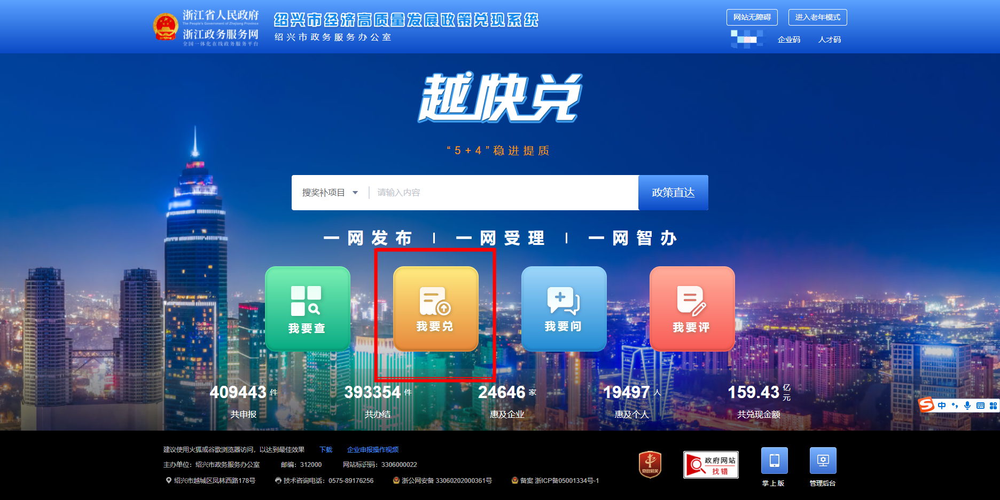 浙江省人民政府
The People's Government of Zhejiang Province
浙江政务服务网
全国一体化在线政务服务平台
绍兴市经济高质量发展政策兑现系统
绍兴市政务服务办公室
网站无障碍 进入老年模式
企业码 人才码
越快兑
“5+4”稳进提质
搜奖补项目 请输入内容 政策直达
一网发布 | 一网受理 | 一网智办
我要查 我要兑 我要问 我要评
409443 件 393354 件 24646 家 19497 人 159.43 亿元
共申报 共办结 惠及企业 惠及个人 共兑现金额
中
建议使用火狐或谷歌浏览器访问，以达到最佳效果 下载 企业申报操作视频
主办单位：绍兴市政务服务办公室 邮编：312000 网站标识码：3306000022
绍兴市越城区凤林西路178号 技术咨询电话：0575-89176256 浙公网安备 33060202000361号 备案 浙ICP备05001334号-1
党政机关
政府网站
找错
掌上版 管理后台